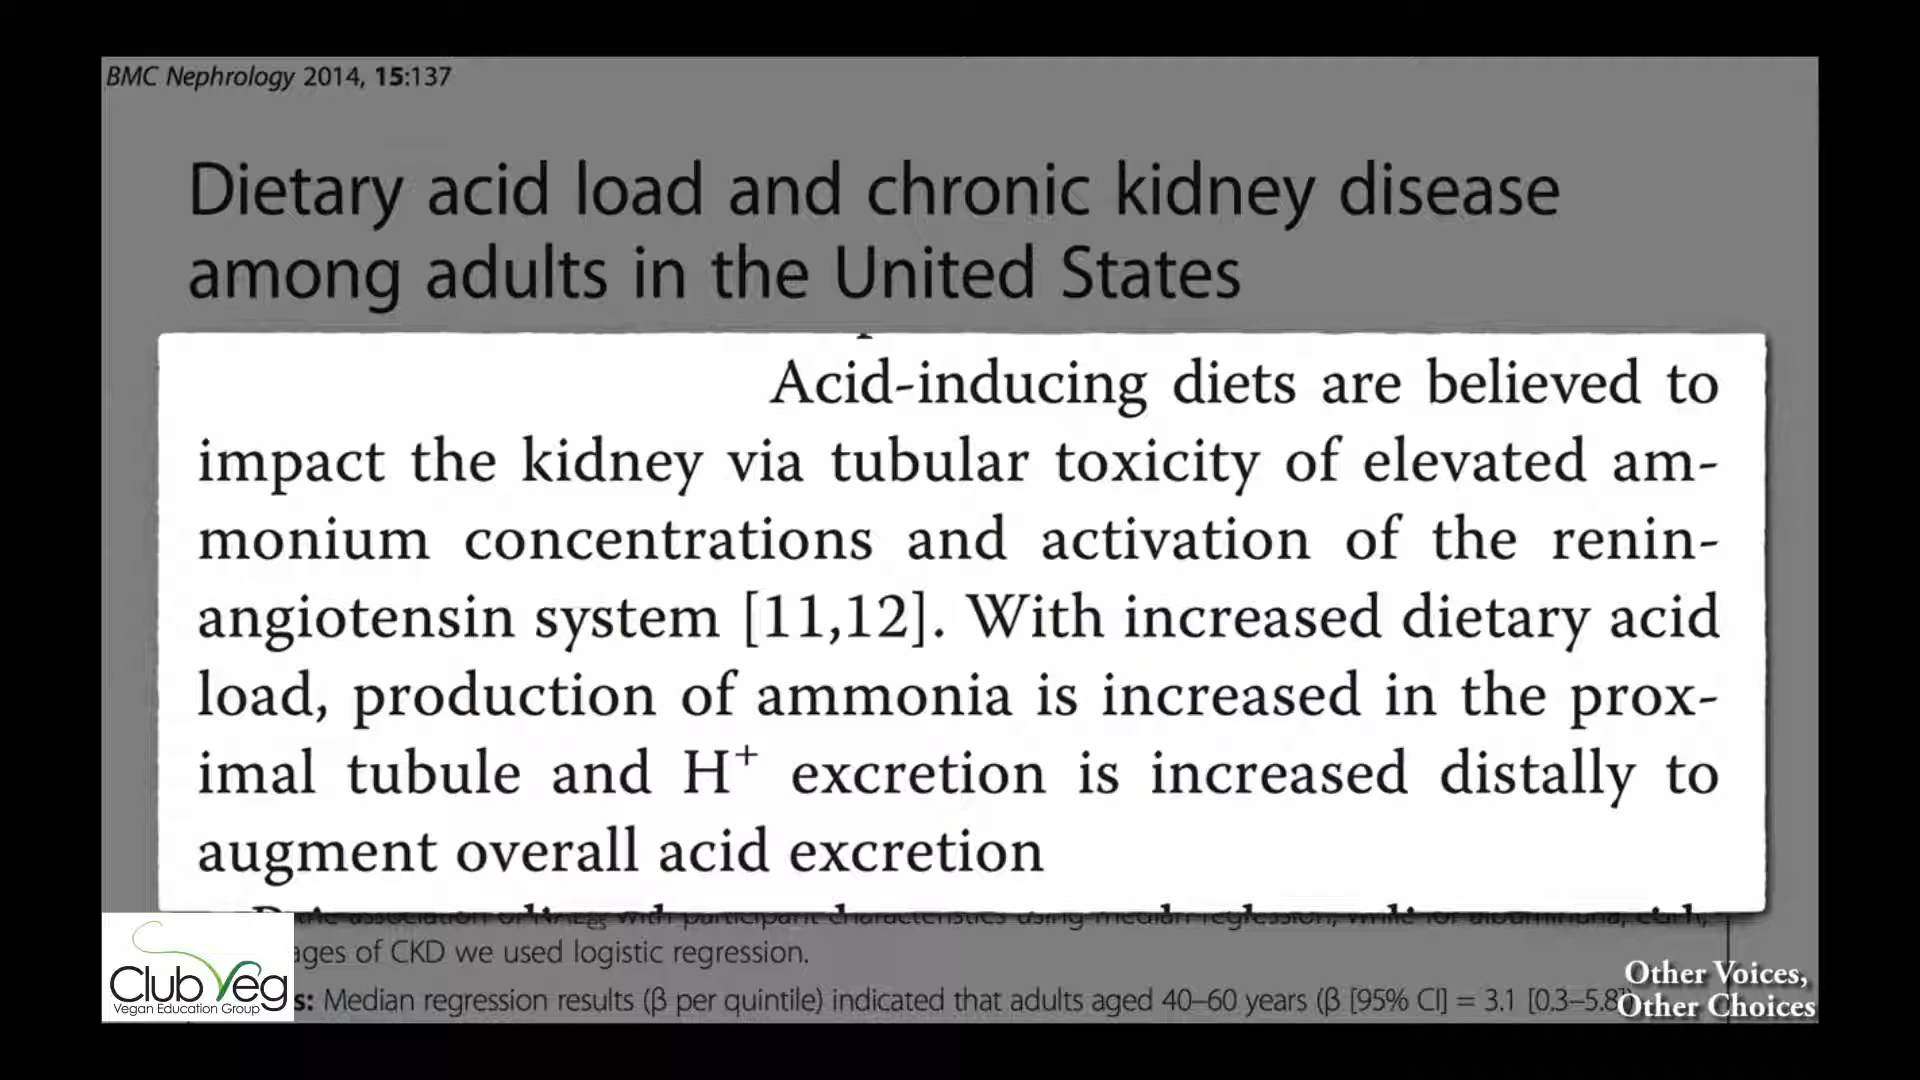 BMC Nephrology 2014, 15:137
Dietary acid load and chronic kidney disease
among adults in the United States
Acid-inducing diets are believed to
impact the kidney via tubular toxicity of elevated am-
monium concentrations and activation of the renin-
angiotensin system [11,12]. With increased dietary acid
load, production of ammonia is increased in the prox-
imal tubule and H⁺ excretion is increased distally to
augment overall acid excretion
ages of CKD we used logistic regression.
s: Median regression results (β per quintile) indicated that adults aged 40–60 years (β [95% CI] = 3.1 [0.3–5.8
Club Veg
Vegan Education Group
Other Voices,
Other Choices